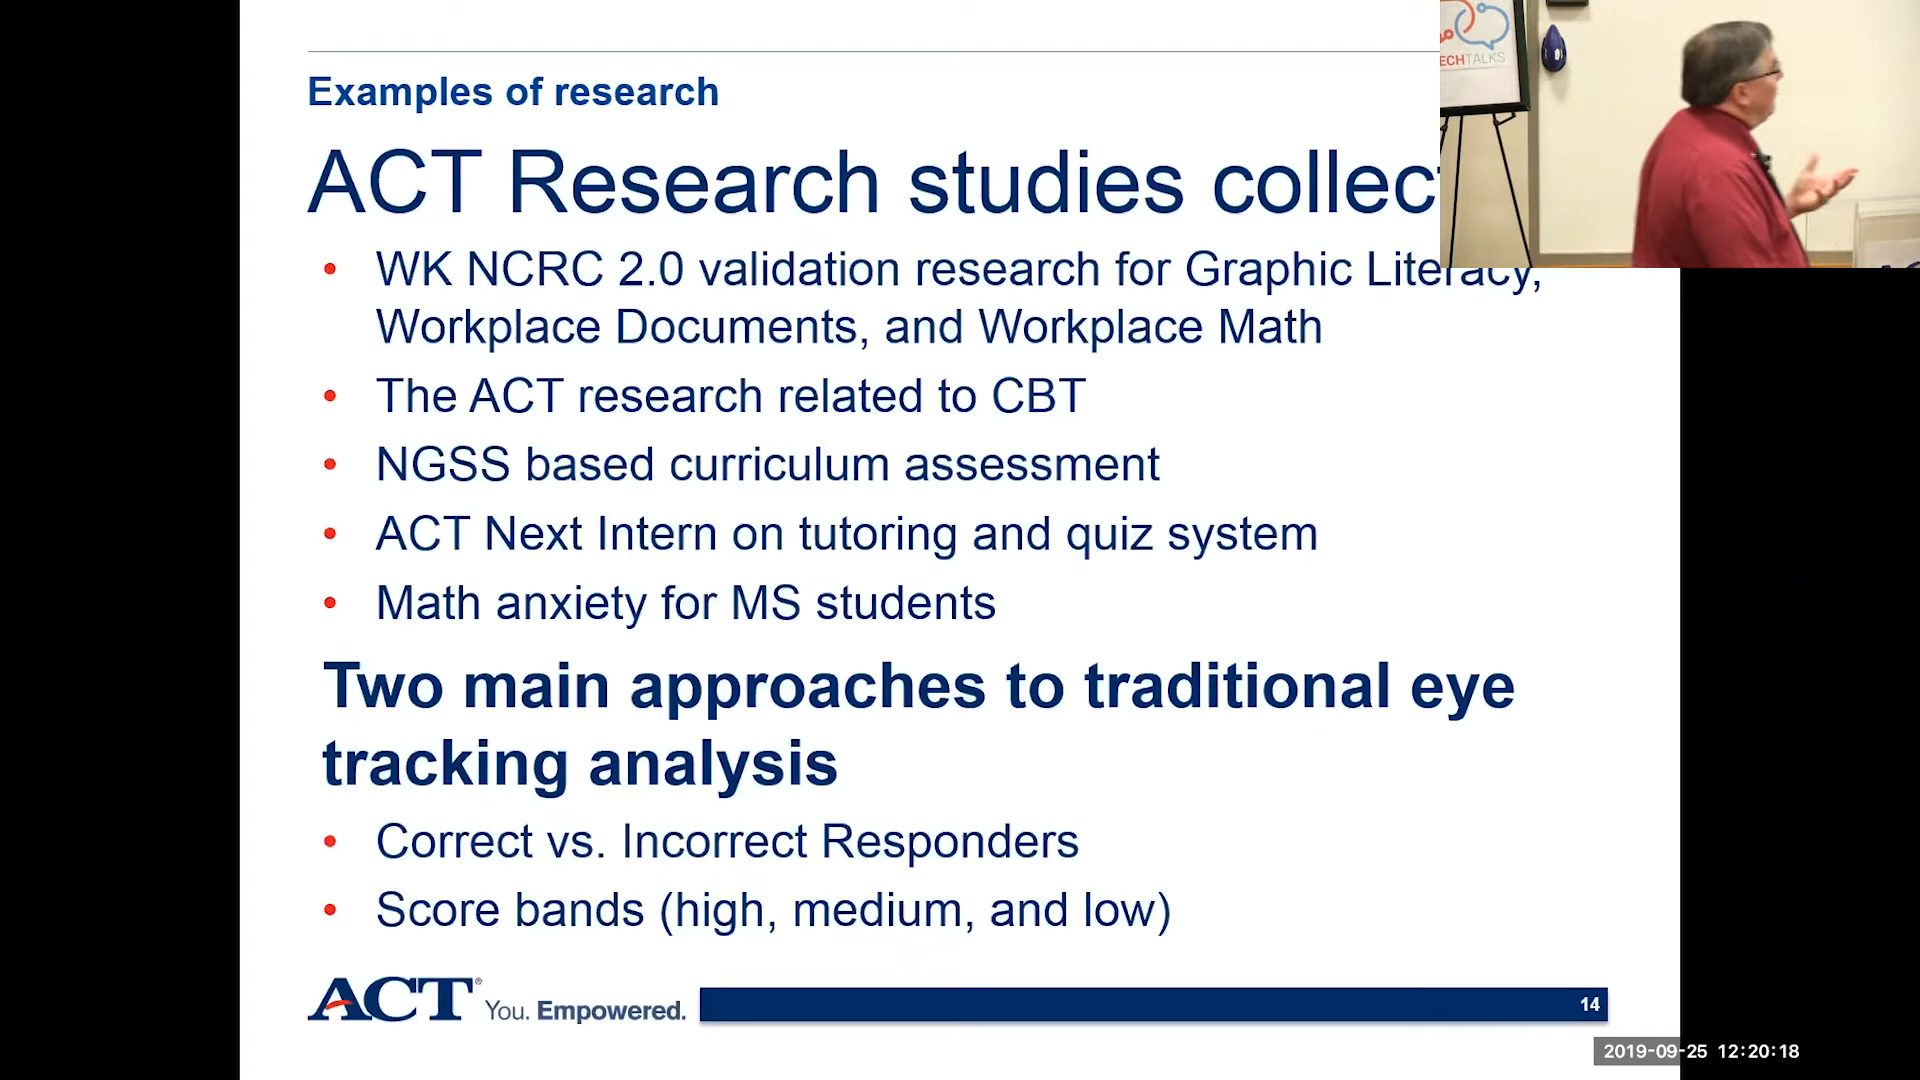 Examples of research
ACT Research studies collec
WK NCRC 2.0 validation research for Graphic Literacy,
Workplace Documents, and Workplace Math
The ACT research related to CBT
NGSS based curriculum assessment
ACT Next Intern on tutoring and quiz system
Math anxiety for MS students
Two main approaches to traditional eye
tracking analysis
Correct vs. Incorrect Responders
Score bands (high, medium, and low)
ACT® You. Empowered.
14
ECHTALKS
2019-09-25 12:20:18